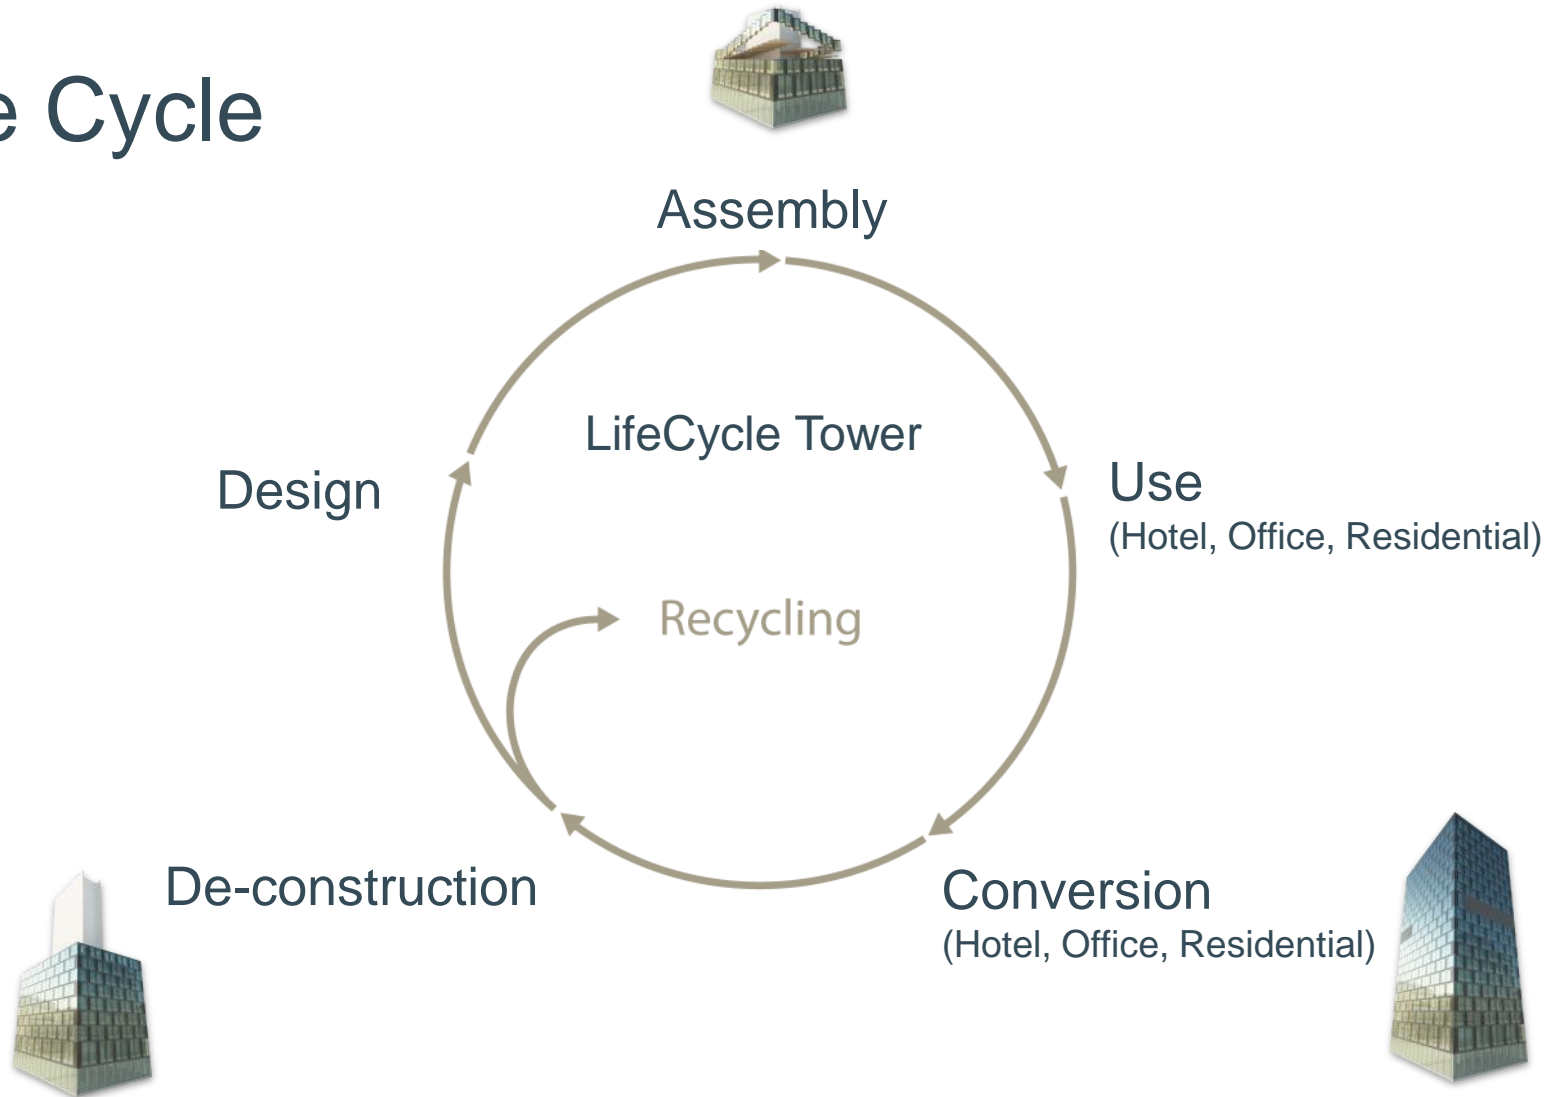 e Cycle
Assembly
LifeCycle Tower
Design
Use
(Hotel, Office, Residential)
Recycling
De-construction
Conversion
(Hotel, Office, Residential)